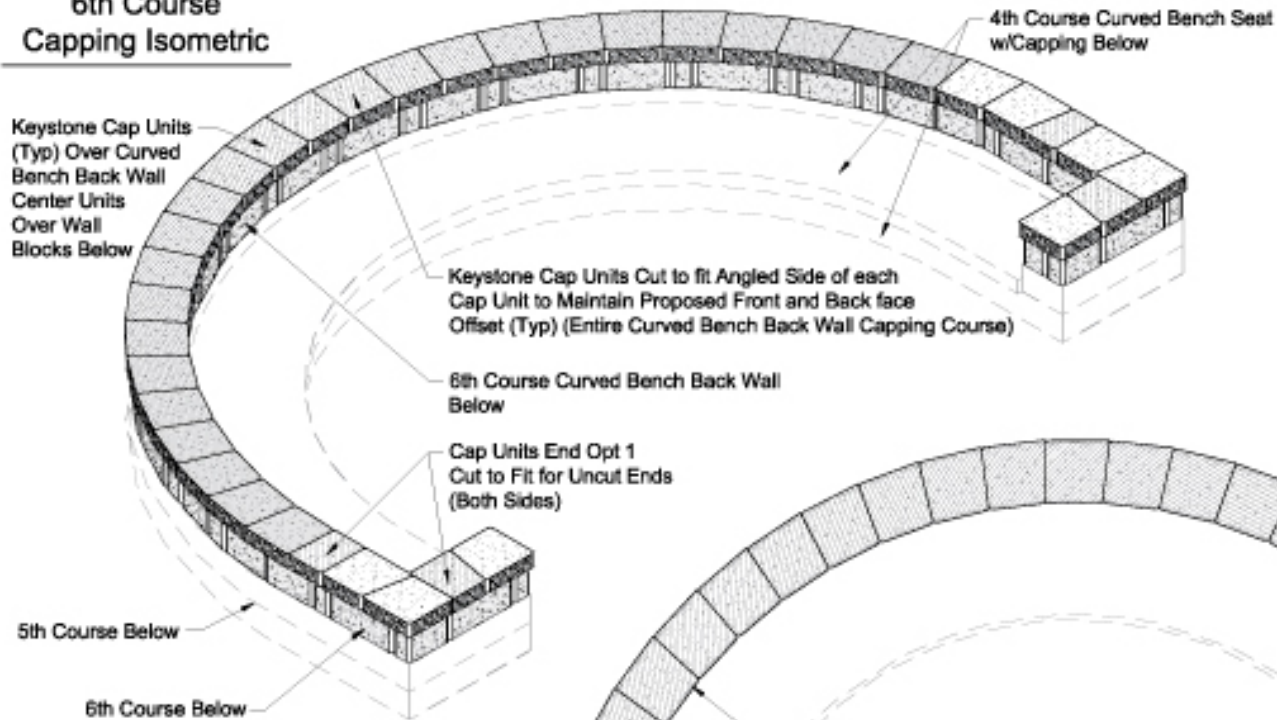 6th Course
Capping Isometric
4th Course Curved Bench Seat
w/Capping Below
Keystone Cap Units
(Typ) Over Curved
Bench Back Wall
Center Units
Over Wall
Blocks Below
Keystone Cap Units Cut to fit Angled Side of each
Cap Unit to Maintain Proposed Front and Back face
Offset (Typ) (Entire Curved Bench Back Wall Capping Course)
6th Course Curved Bench Back Wall
Below
Cap Units End Opt 1
Cut to Fit for Uncut Ends
(Both Sides)
5th Course Below
6th Course Below